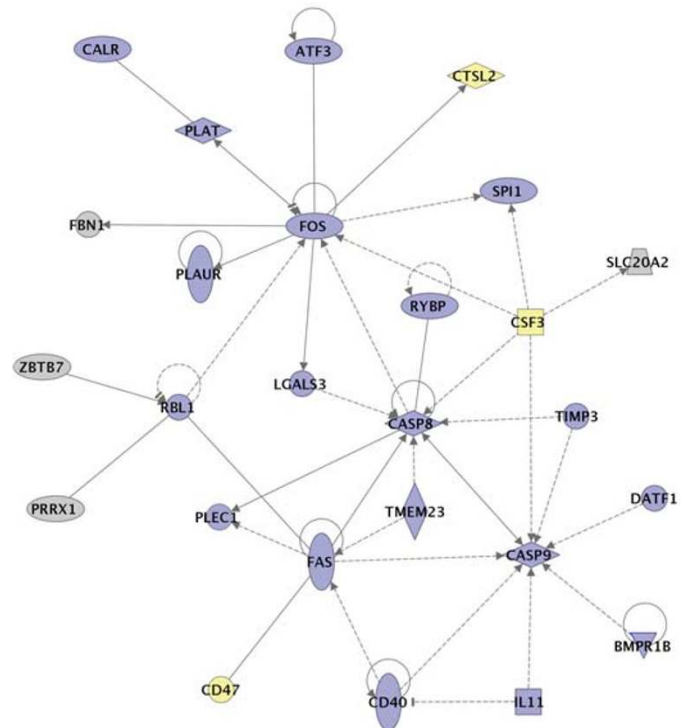 CALR
ATF3
CTSL2
PLAT
SPI1
FBN1
FOS
PLAUR
SLC20A2
RYBP
CSF3
ZBTB7
LGALS3
RBL1
CASP8
TIMP3
PRRX1
PLEC1
TMEM23
DATF1
FAS
CASP9
BMPR1B
CD47
CD40
IL11